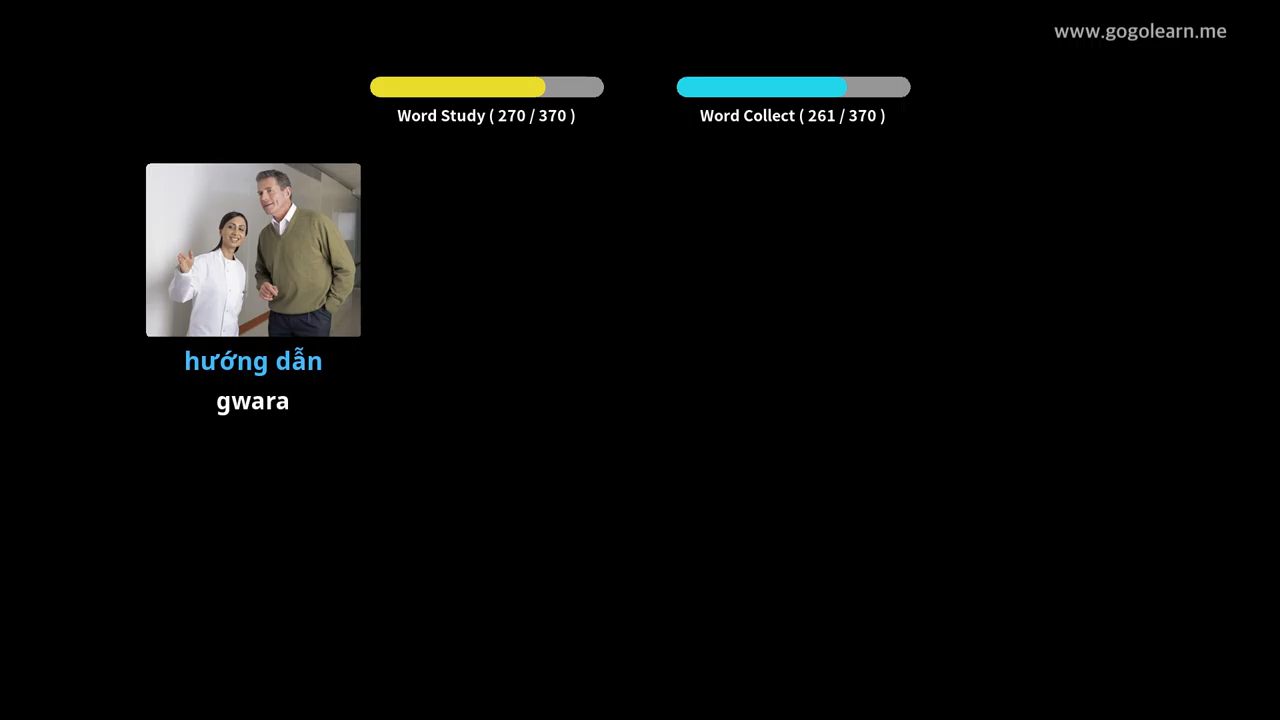 www.gogolearn.me
Word Study ( 270 / 370 )
Word Collect ( 261 / 370 )
hướng dẫn
gwara